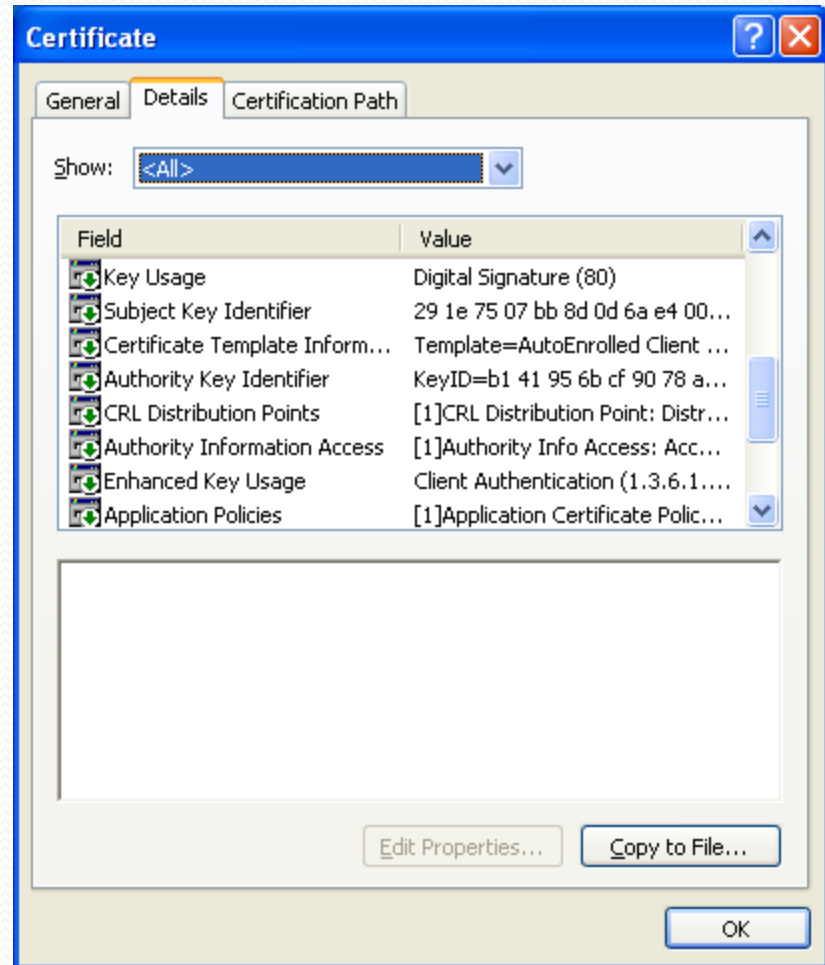 Certificate
General Details Certification Path
Show: <All>
Field Value
Key Usage Digital Signature (80)
Subject Key Identifier 29 1e 75 07 bb 8d 0d 6a e4 00...
Certificate Template Inform... Template=AutoEnrolled Client ...
Authority Key Identifier KeyID=b1 41 95 6b cf 90 78 a...
CRL Distribution Points [1]CRL Distribution Point: Distr...
Authority Information Access [1]Authority Info Access: Acc...
Enhanced Key Usage Client Authentication (1.3.6.1....
Application Policies [1]Application Certificate Polic...
Edit Properties... Copy to File...
OK